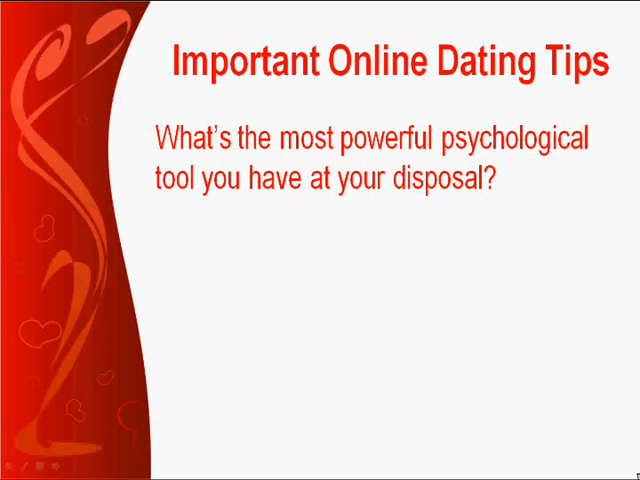 Important Online Dating Tips
What's the most powerful psychological
tool you have at your disposal?